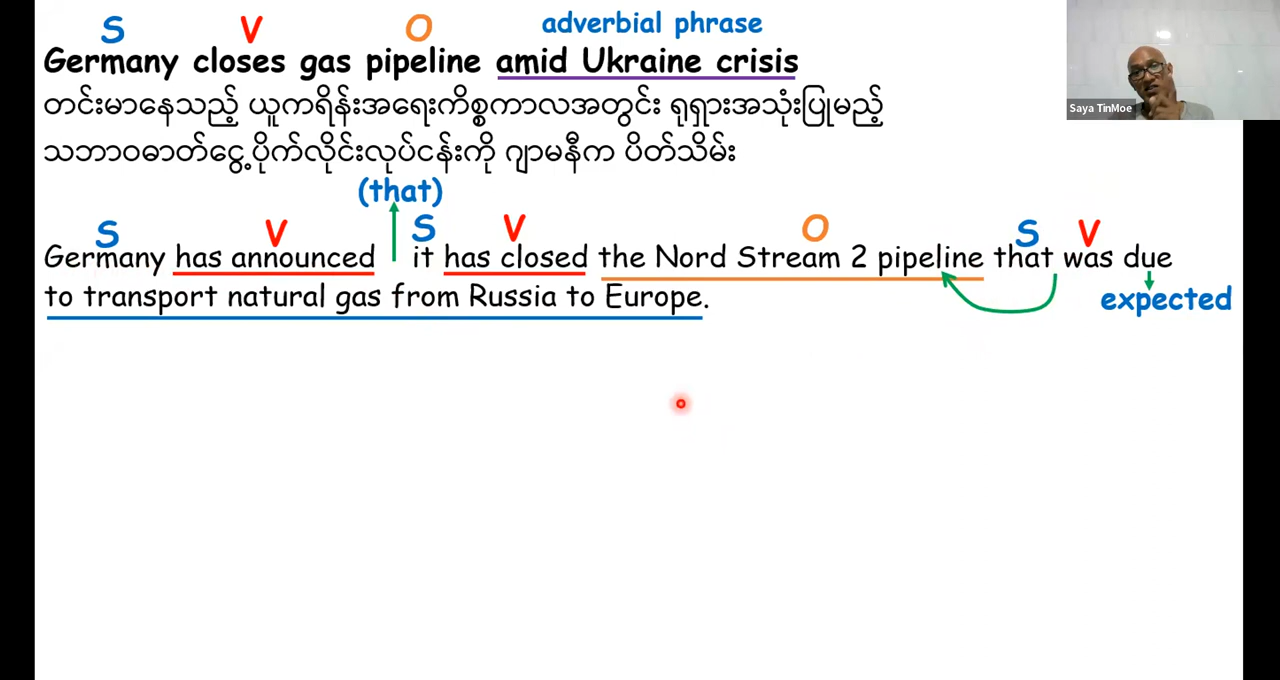 S V O adverbial phrase
Germany closes gas pipeline amid Ukraine crisis
တင်းမာနေသည့် ယူကရိန်းအရေးကိစ္စကာလအတွင်း ရုရှားအသုံးပြုမည့်
သဘာဝဓာတ်ငွေ့ပိုက်လိုင်းလုပ်ငန်းကို ဂျာမနီက ပိတ်သိမ်း
(that)
S V S V O S V
Germany has announced it has closed the Nord Stream 2 pipeline that was due
to transport natural gas from Russia to Europe.
expected
Saya TinMoe